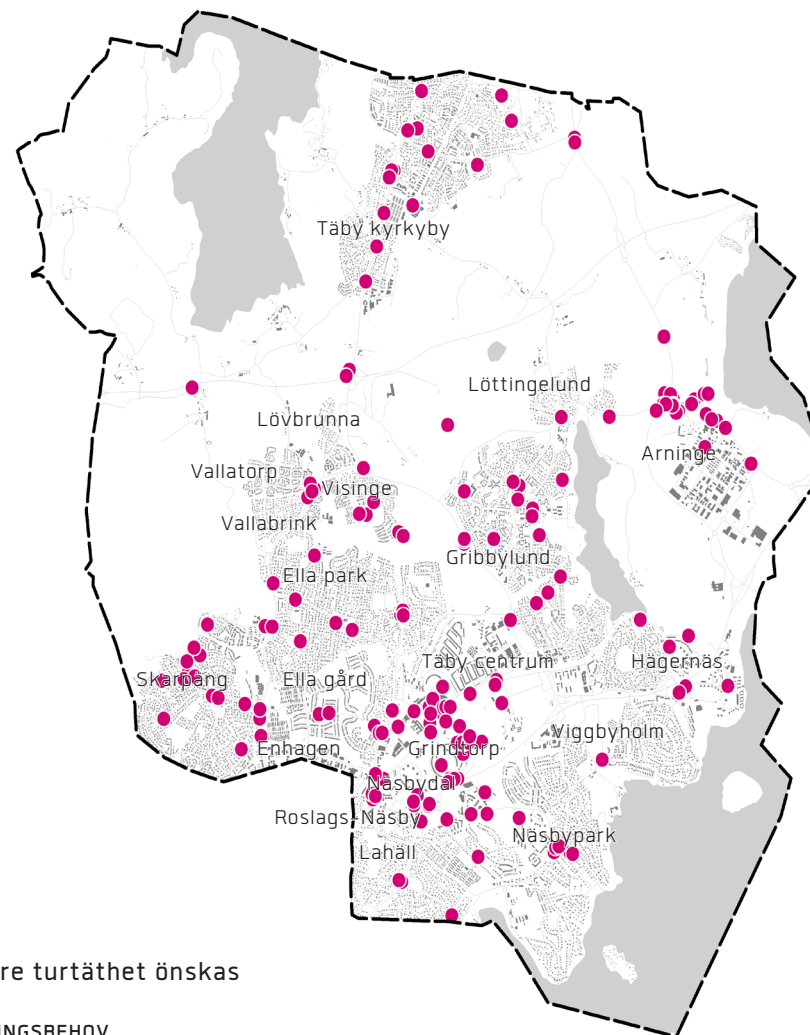 Täby kyrkyby
Löttingelund
Lövbrunna
Arninge
Vallatorp
Visinge
Vallabrink
Gribbylund
Ella park
Täby centrum
Hägernäs
Skarpäng
Ella gård
Viggbyholm
Enhagen
Grindtorp
Näsbydal
Roslags-Näsby
Näsbypark
Lahäll
re turtäthet önskas